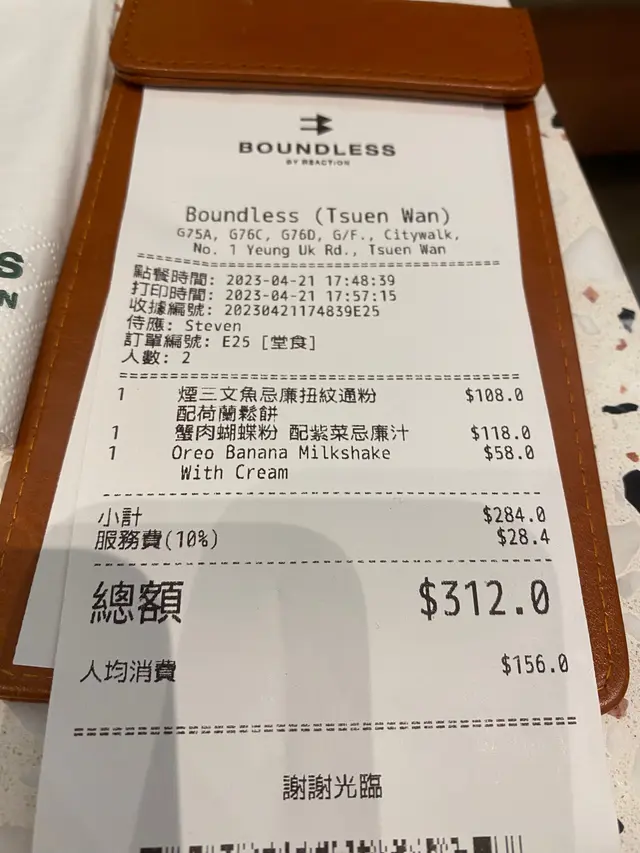 BOUNDLESS
BY REACTION
Boundless (Tsuen Wan)
G75A, G76C, G76D, G/F., Citywalk,
No. 1 Yeung Uk Rd., Tsuen Wan
點餐時間: 2023-04-21 17:48:39
打印時間: 2023-04-21 17:57:15
收據編號: 20230421174839E25
侍應: Steven
訂單編號: E25 [堂食]
人數: 2
1 煙三文魚忌廉扭紋通粉 $108.0
配荷蘭鬆餅
1 蟹肉蝴蝶粉 配紫菜忌廉汁 $118.0
1 Oreo Banana Milkshake $58.0
With Cream
小計 $284.0
服務費(10%) $28.4
總額 $312.0
人均消費 $156.0
謝謝光臨
S
N